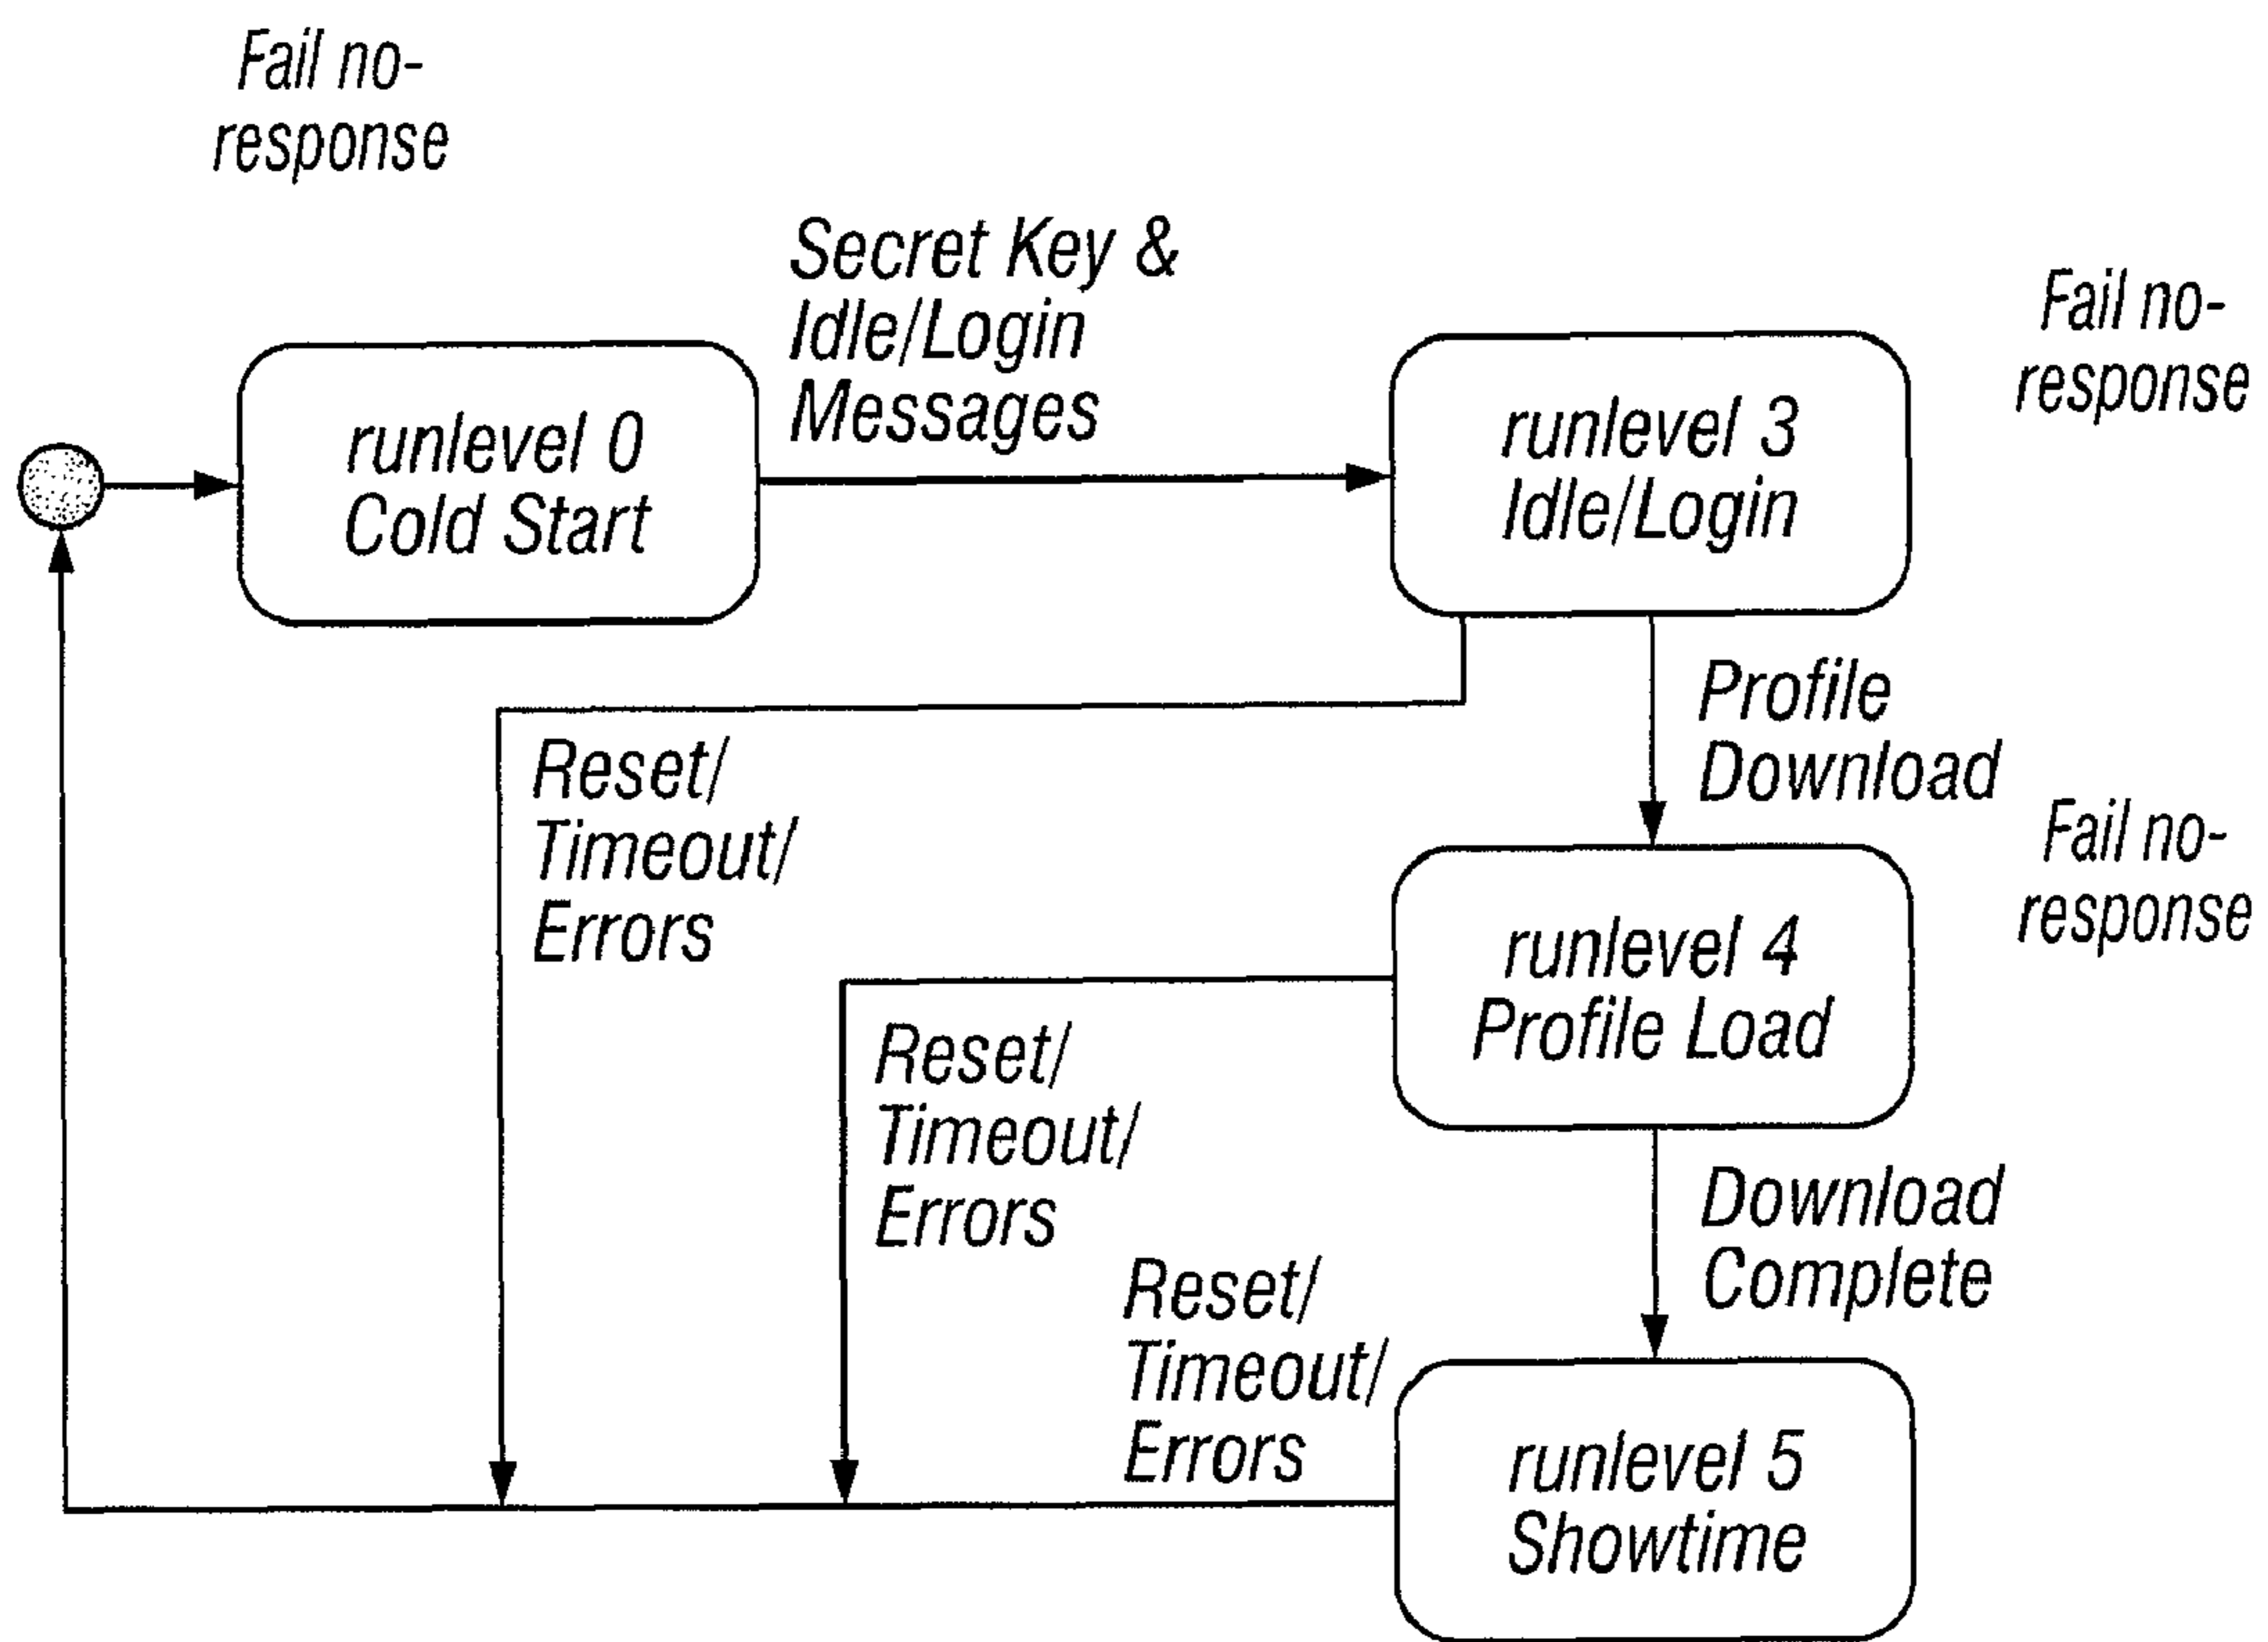 Fail no-
response
Secret Key &
Idle/Login
Messages
runlevel 0
Cold Start
runlevel 3
Idle/Login
Fail no-
response
Profile
Download
Reset/
Timeout/
Errors
Fail no-
response
runlevel 4
Profile Load
Reset/
Timeout/
Errors
Download
Complete
Reset/
Timeout/
Errors
runlevel 5
Showtime